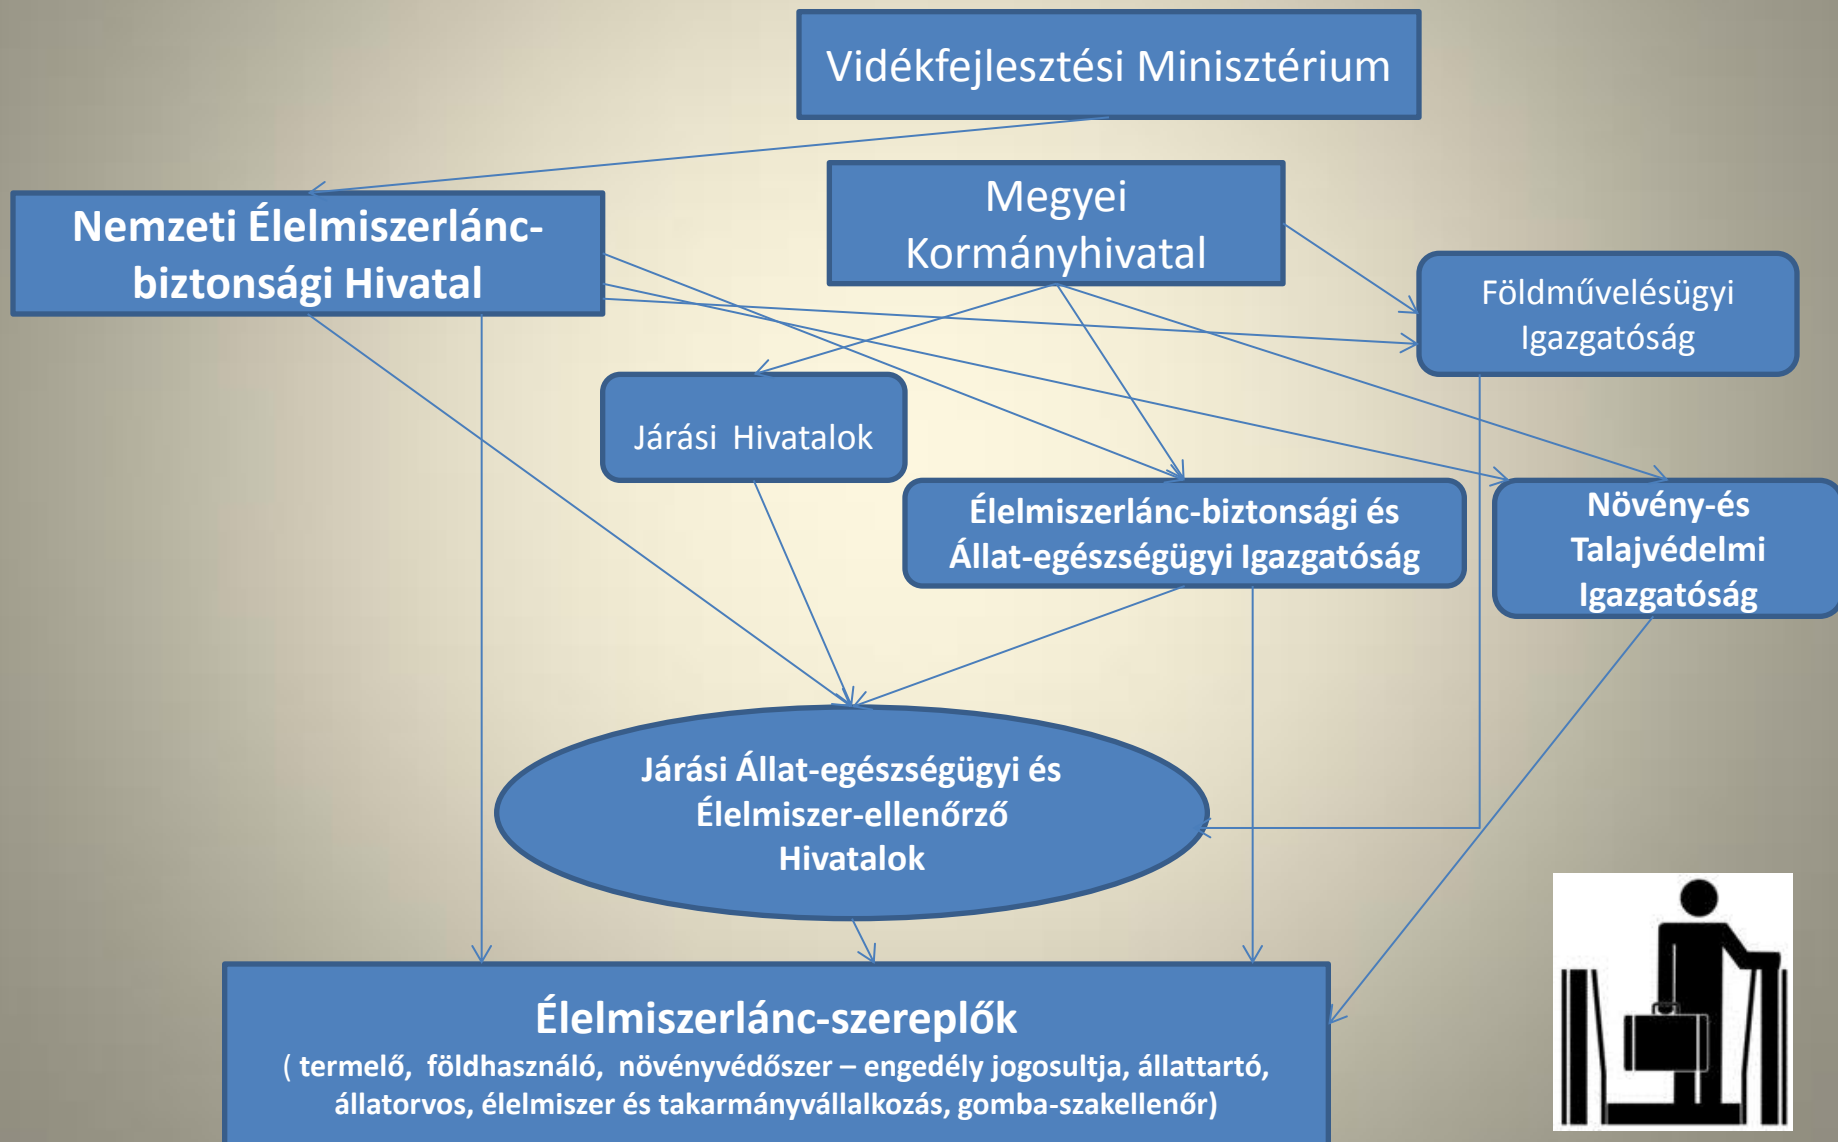 Vidékfejlesztési Minisztérium
Nemzeti Élelmiszerlánc-
biztonsági Hivatal
Megyei
Kormányhivatal
Földművelésügyi
Igazgatóság
Járási Hivatalok
Élelmiszerlánc-biztonsági és
Állat-egészségügyi Igazgatóság
Növény-és
Talajvédelmi
Igazgatóság
Járási Állat-egészségügyi és
Élelmiszer-ellenőrző
Hivatalok
Élelmiszerlánc-szereplők
( termelő, földhasználó, növényvédőszer – engedély jogosultja, állattartó,
állatorvos, élelmiszer és takarmányvállalkozás, gomba-szakellenőr)